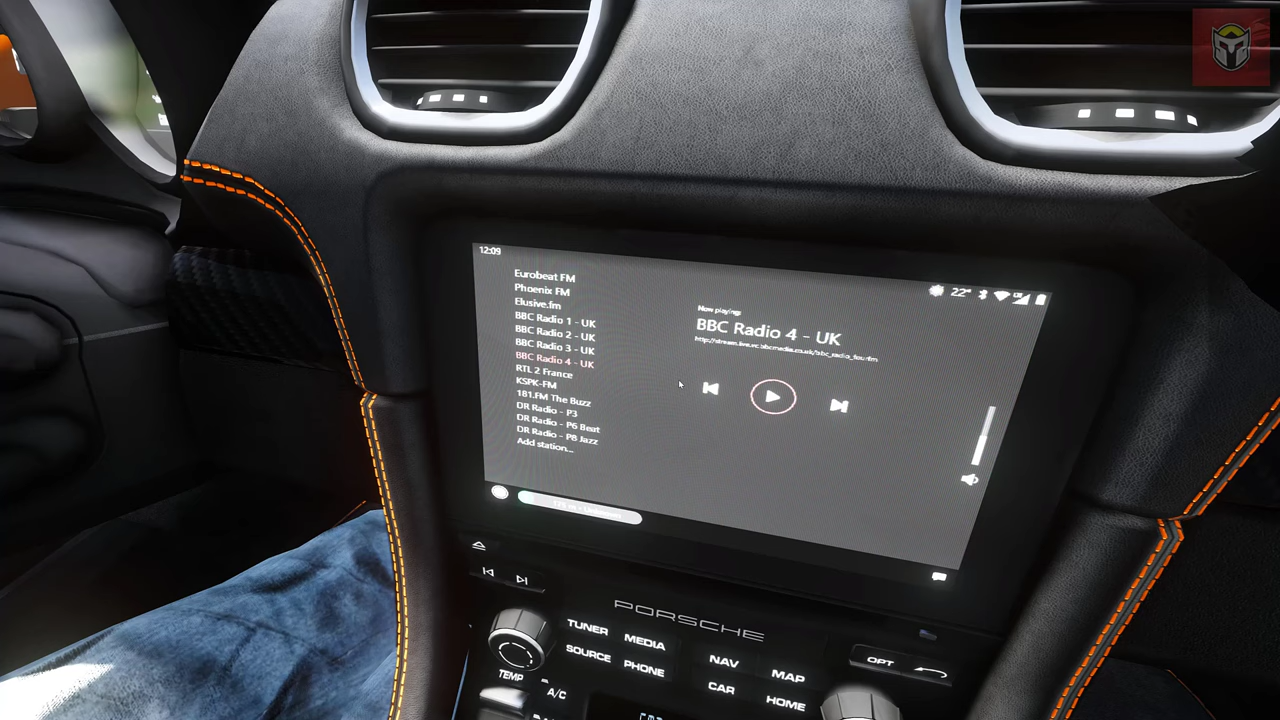 12:09
22°
Eurobeat FM
Phoenix FM
Elusive.fm
BBC Radio 1 - UK
BBC Radio 2 - UK
BBC Radio 3 - UK
BBC Radio 4 - UK
RTL 2 France
KSPK-FM
181.FM The Buzz
DR Radio - P3
DR Radio - P6 Beat
DR Radio - P8 Jazz
Add station...
Now playing:
BBC Radio 4 - UK
PORSCHE
TUNER
MEDIA
SOURCE
PHONE
NAV
MAP
CAR
HOME
OPT
TEMP
A/C